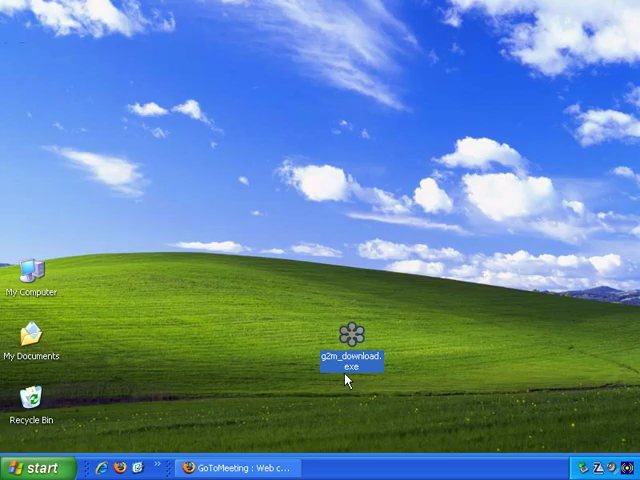 My Computer
My Documents
Recycle Bin
g2m_download.
exe
start
GoToMeeting : Web c...